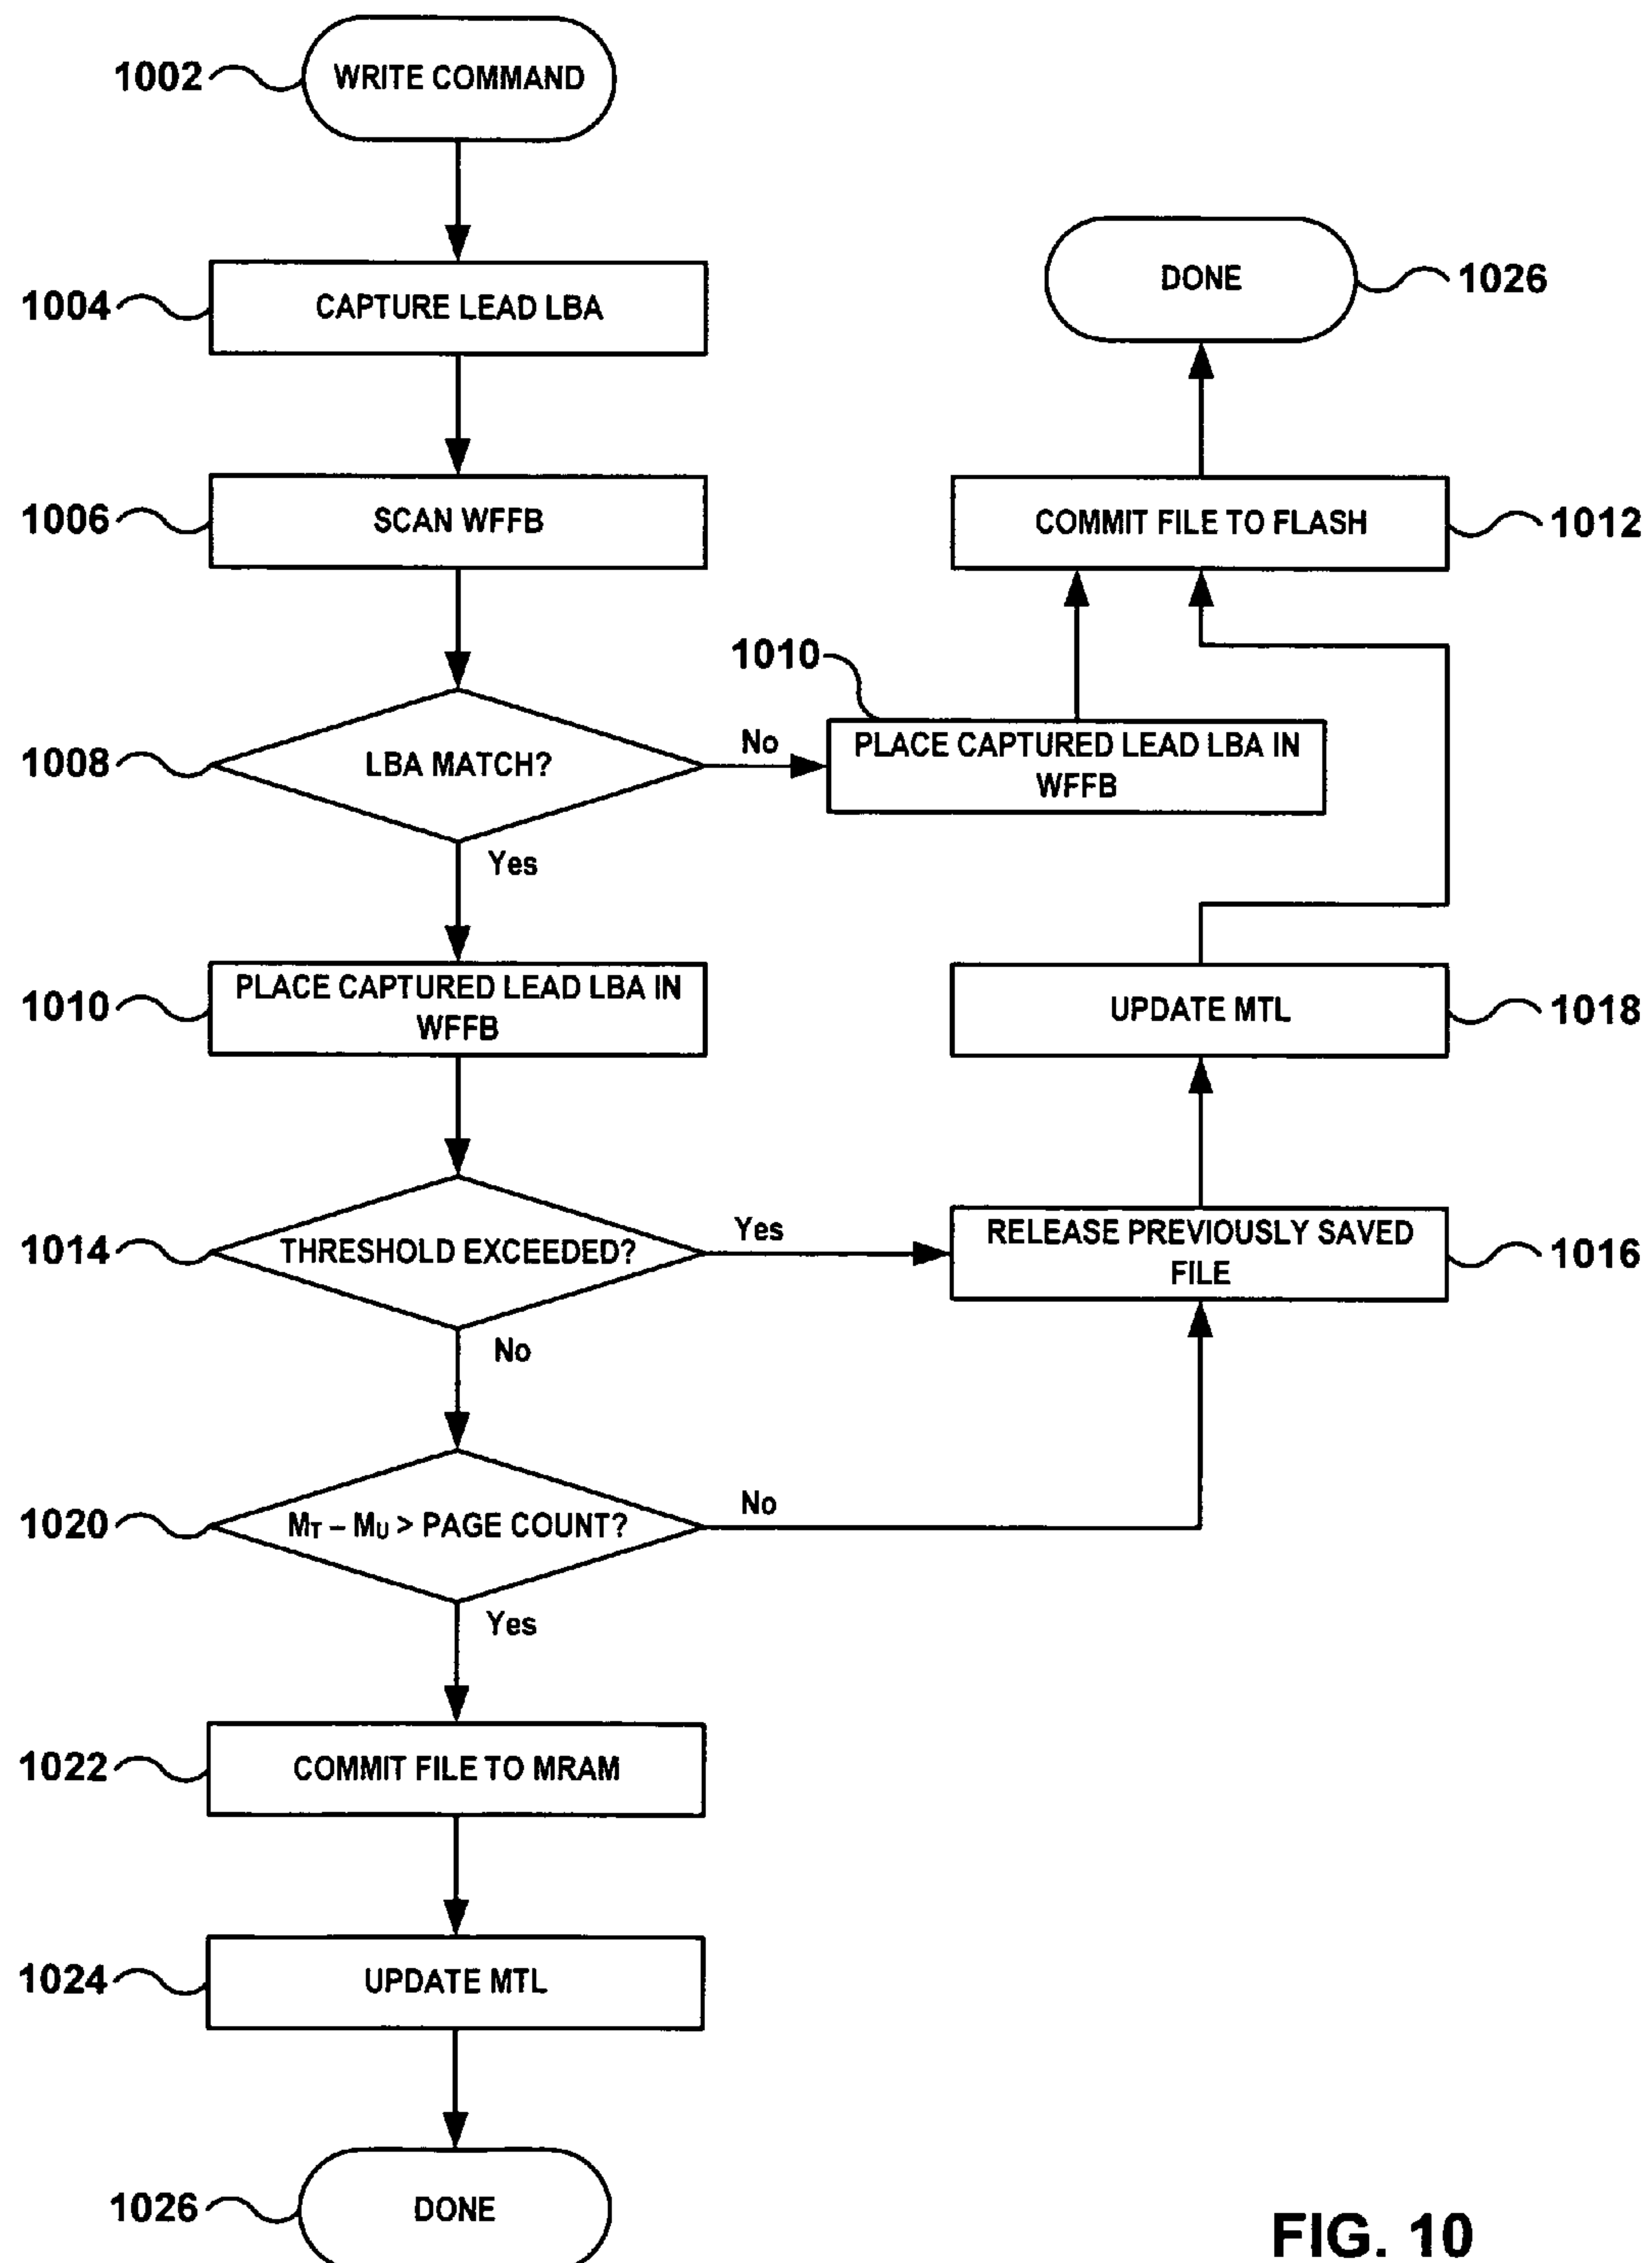 1002
WRITE COMMAND
1004
CAPTURE LEAD LBA
DONE
1026
1006
SCAN WFFB
COMMIT FILE TO FLASH
1012
1008
LBA MATCH?
No
1010
PLACE CAPTURED LEAD LBA IN
WFFB
Yes
1010
PLACE CAPTURED LEAD LBA IN
WFFB
UPDATE MTL
1018
1014
THRESHOLD EXCEEDED?
Yes
RELEASE PREVIOUSLY SAVED
FILE
1016
No
1020
MT – MU > PAGE COUNT?
No
Yes
1022
COMMIT FILE TO MRAM
1024
UPDATE MTL
1026
DONE
FIG. 10